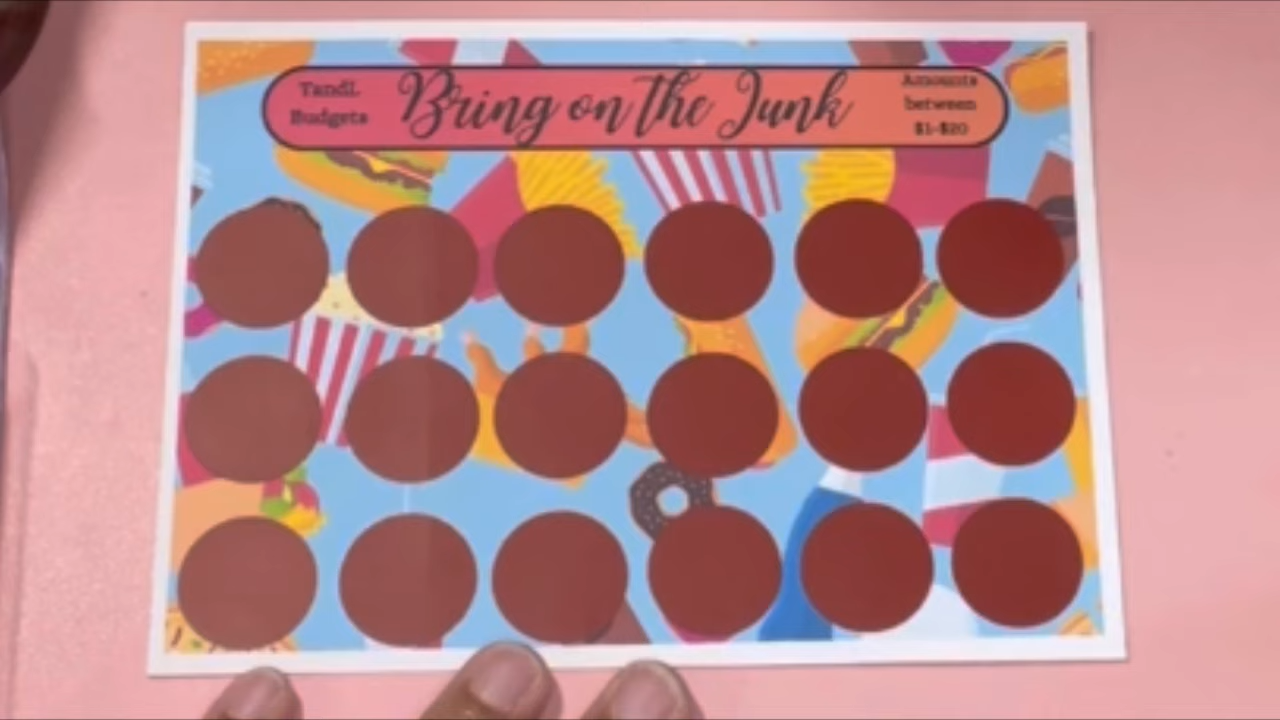 TandL
Budgets
Bring on the Junk
Amounts
between
$1-$20